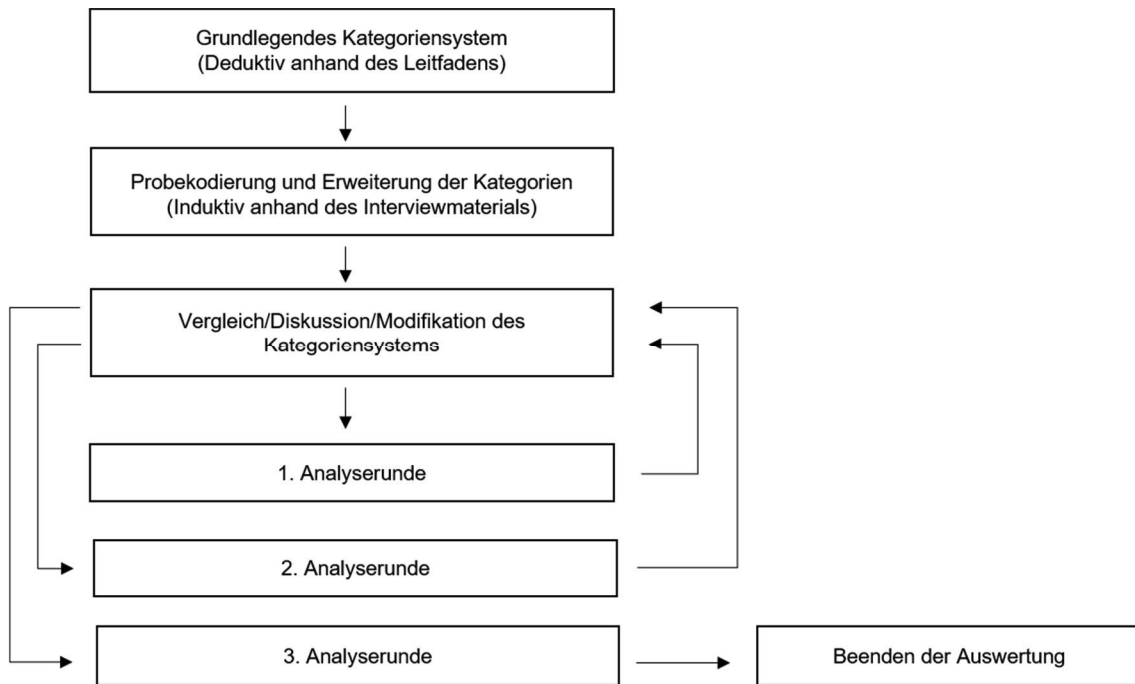 Grundlegendes Kategoriensystem
(Deduktiv anhand des Leitfadens)
Probekodierung und Erweiterung der Kategorien
(Induktiv anhand des Interviewmaterials)
Vergleich/Diskussion/Modifikation des
Kategoriensystems
1. Analyserunde
2. Analyserunde
3. Analyserunde
Beenden der Auswertung